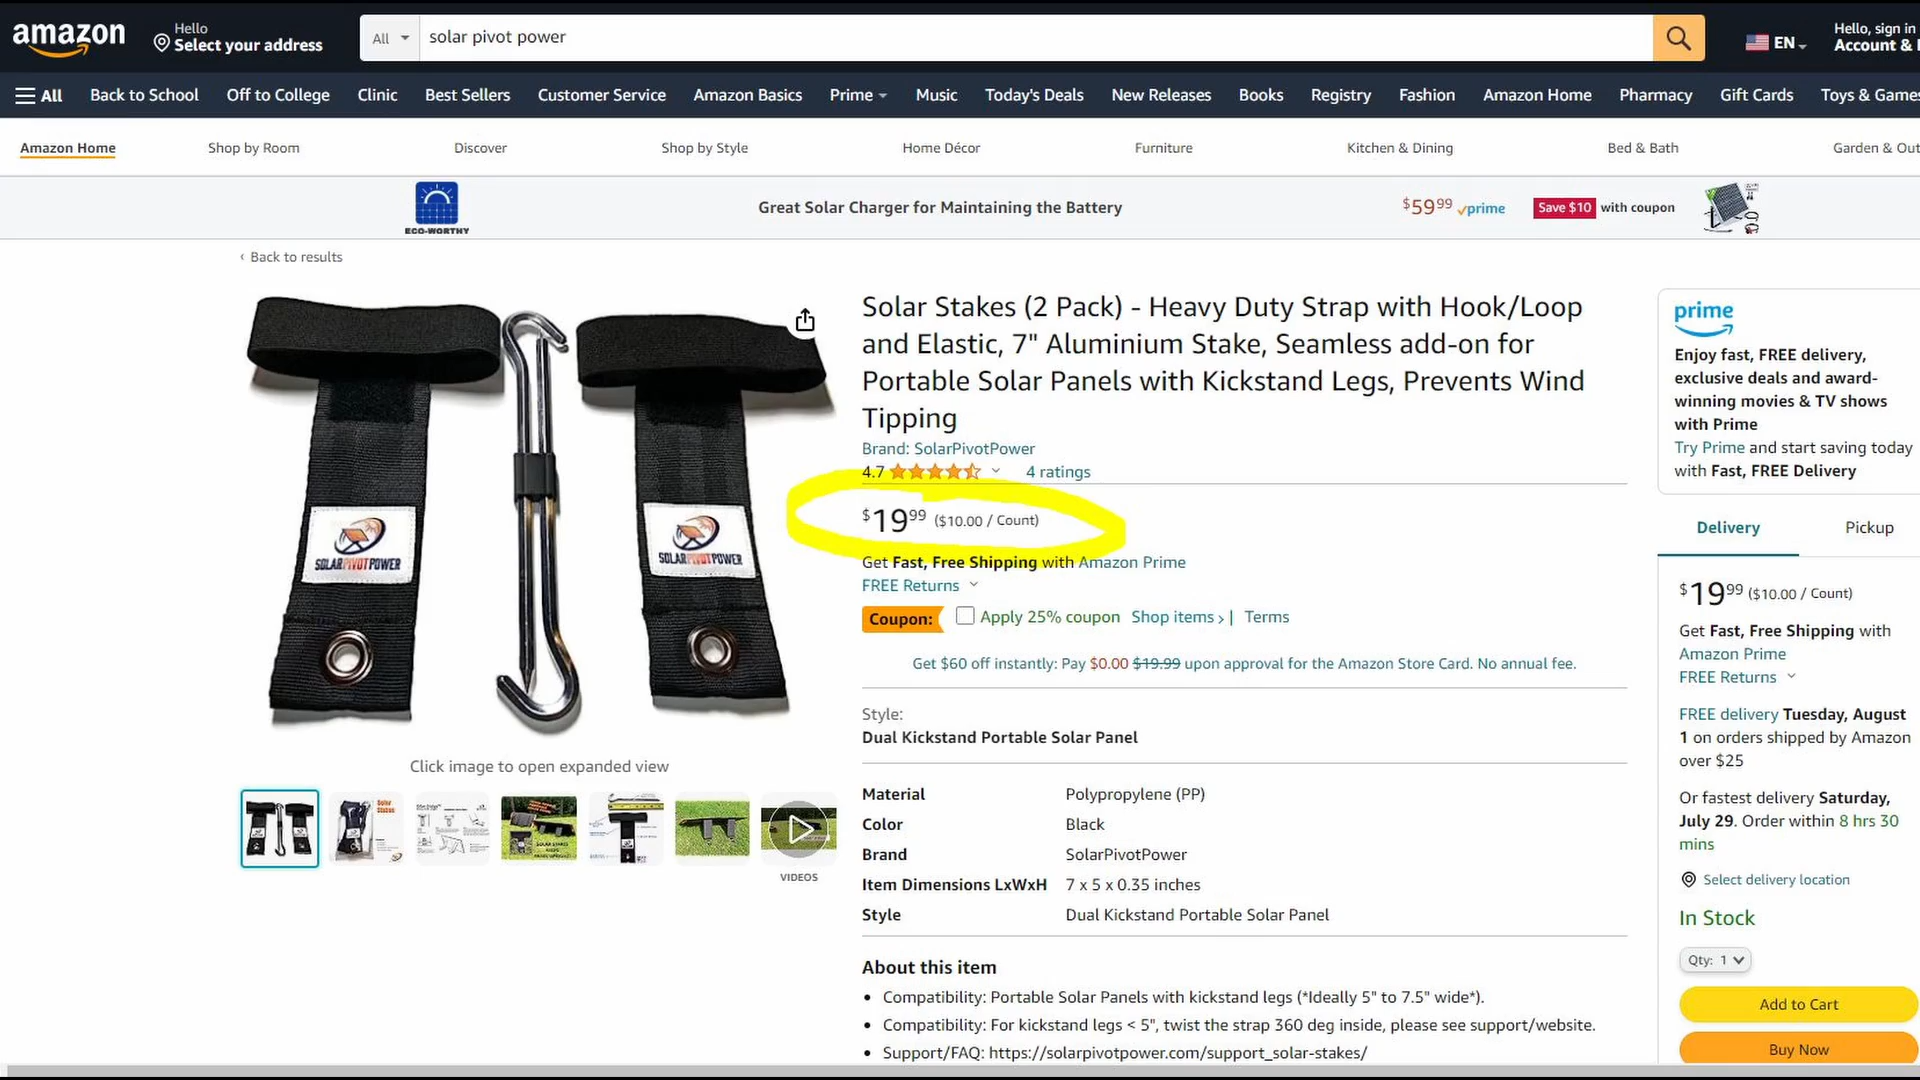 amazon
Hello
Select your address
All
solar pivot power
EN
Hello, sign in
Account &
All
Back to School
Off to College
Clinic
Best Sellers
Customer Service
Amazon Basics
Prime
Music
Today's Deals
New Releases
Books
Registry
Fashion
Amazon Home
Pharmacy
Gift Cards
Toys & Games
Amazon Home
Shop by Room
Discover
Shop by Style
Home Décor
Furniture
Kitchen & Dining
Bed & Bath
Garden & Out
ECO-WORTHY
Great Solar Charger for Maintaining the Battery
$59.99 prime
Save $10 with coupon
‹ Back to results
SOLARPIVOTPOWER
SOLARPIVOTPOWER
Click image to open expanded view
VIDEOS
Solar Stakes (2 Pack) - Heavy Duty Strap with Hook/Loop
and Elastic, 7" Aluminium Stake, Seamless add-on for
Portable Solar Panels with Kickstand Legs, Prevents Wind
Tipping
Brand: SolarPivotPower
4.7 4 ratings
$19.99 ($10.00 / Count)
Get Fast, Free Shipping with Amazon Prime
FREE Returns
Coupon: Apply 25% coupon Shop items › | Terms
Get $60 off instantly: Pay $0.00 $19.99 upon approval for the Amazon Store Card. No annual fee.
Style:
Dual Kickstand Portable Solar Panel
Material Polypropylene (PP)
Color Black
Brand SolarPivotPower
Item Dimensions LxWxH 7 x 5 x 0.35 inches
Style Dual Kickstand Portable Solar Panel
About this item
• Compatibility: Portable Solar Panels with kickstand legs (*Ideally 5" to 7.5" wide*).
• Compatibility: For kickstand legs < 5", twist the strap 360 deg inside, please see support/website.
• Support/FAQ: https://solarpivotpower.com/support_solar-stakes/
prime
Enjoy fast, FREE delivery,
exclusive deals and award-
winning movies & TV shows
with Prime
Try Prime and start saving today
with Fast, FREE Delivery
Delivery
Pickup
$19.99 ($10.00 / Count)
Get Fast, Free Shipping with
Amazon Prime
FREE Returns
FREE delivery Tuesday, August
1 on orders shipped by Amazon
over $25
Or fastest delivery Saturday,
July 29. Order within 8 hrs 30
mins
Select delivery location
In Stock
Qty: 1
Add to Cart
Buy Now